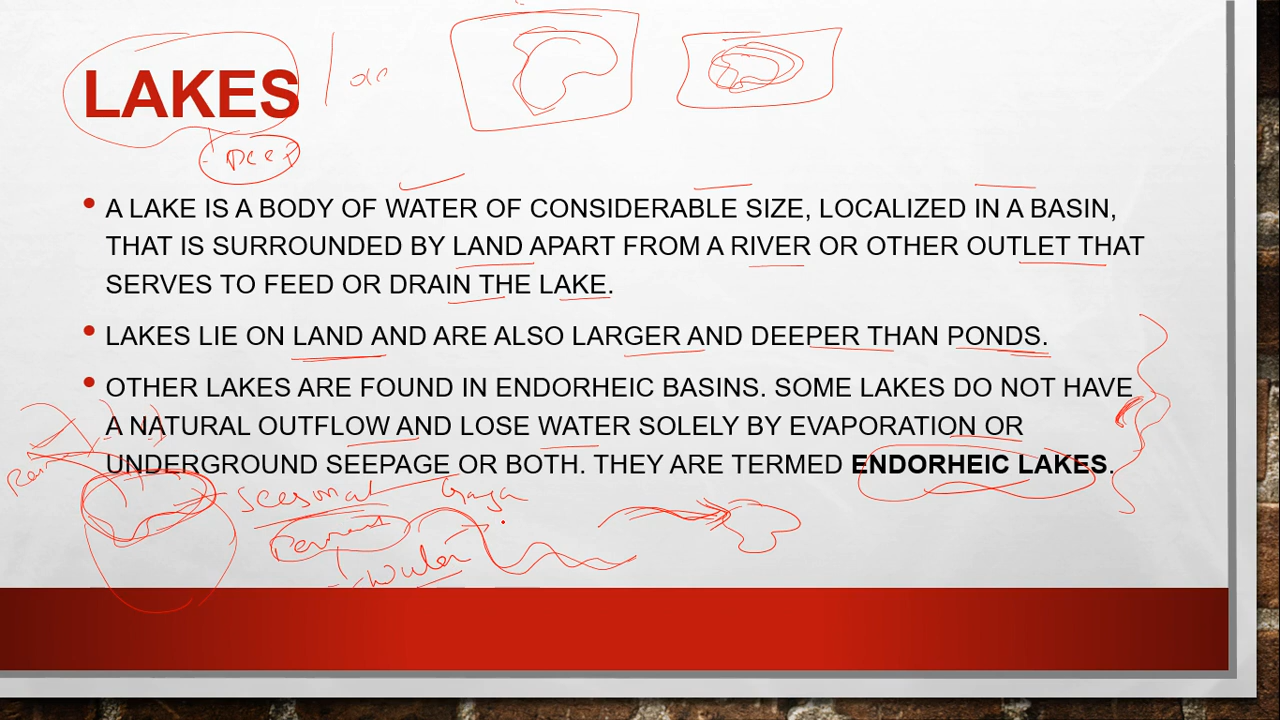 LAKES
Deep
• A LAKE IS A BODY OF WATER OF CONSIDERABLE SIZE, LOCALIZED IN A BASIN,
THAT IS SURROUNDED BY LAND APART FROM A RIVER OR OTHER OUTLET THAT
SERVES TO FEED OR DRAIN THE LAKE.
• LAKES LIE ON LAND AND ARE ALSO LARGER AND DEEPER THAN PONDS.
• OTHER LAKES ARE FOUND IN ENDORHEIC BASINS. SOME LAKES DO NOT HAVE
A NATURAL OUTFLOW AND LOSE WATER SOLELY BY EVAPORATION OR
UNDERGROUND SEEPAGE OR BOTH. THEY ARE TERMED ENDORHEIC LAKES.
Rain
Seasonal
water